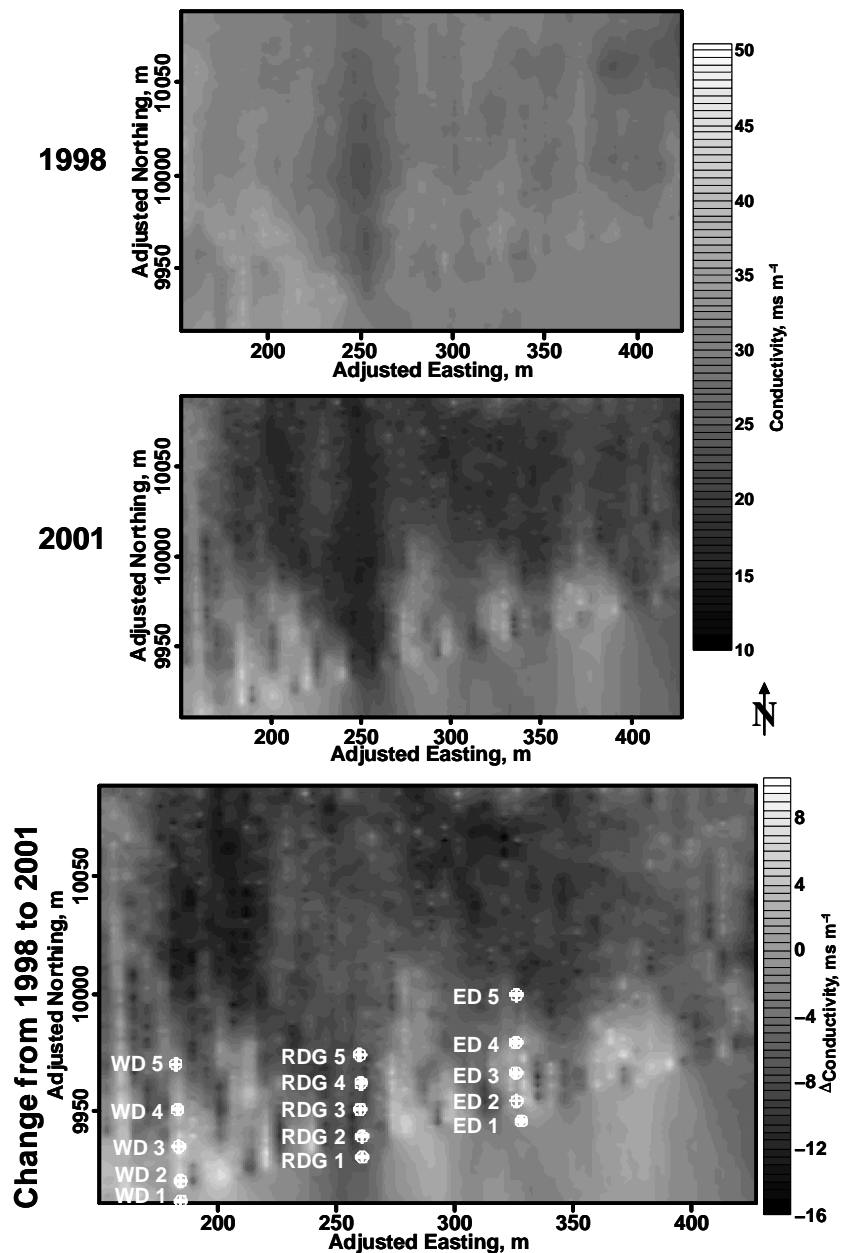 1998
Adjusted Northing, m
10050
10000
9950
200 250 300 350 400
Adjusted Easting, m
50
45
40
35
30
25
20
15
10
Conductivity, ms m⁻¹
2001
Adjusted Northing, m
10050
10000
9950
200 250 300 350 400
Adjusted Easting, m
N
Change from 1998 to 2001
Adjusted Northing, m
10050
10000
9950
WD 5
WD 4
WD 3
WD 2
WD 1
RDG 5
RDG 4
RDG 3
RDG 2
RDG 1
ED 5
ED 4
ED 3
ED 2
ED 1
200 250 300 350 400
Adjusted Easting, m
8
4
0
−4
−8
−12
−16
ΔConductivity, ms m⁻¹